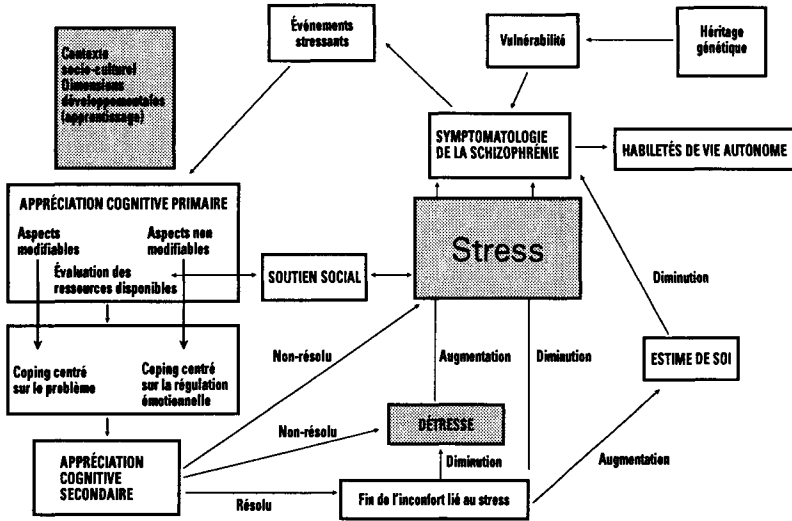 Événements
stressants
Vulnérabilité
Héritage
génétique
Contexte
socio-culturel
Dimensions
développementales
(apprentissage)
SYMPTOMATOLOGIE
DE LA SCHIZOPHRÉNIE
HABILETÉS DE VIE AUTONOME
APPRÉCIATION COGNITIVE PRIMAIRE
Aspects
modifiables
Aspects non
modifiables
Évaluation des
ressources disponibles
SOUTIEN SOCIAL
Stress
Diminution
Coping centré
sur le problème
Coping centré
sur la régulation
émotionnelle
Non-résolu
Augmentation
Diminution
ESTIME DE SOI
DÉTRESSE
Non-résolu
APPRÉCIATION
COGNITIVE
SECONDAIRE
Diminution
Augmentation
Résolu
Fin de l'inconfort lié au stress